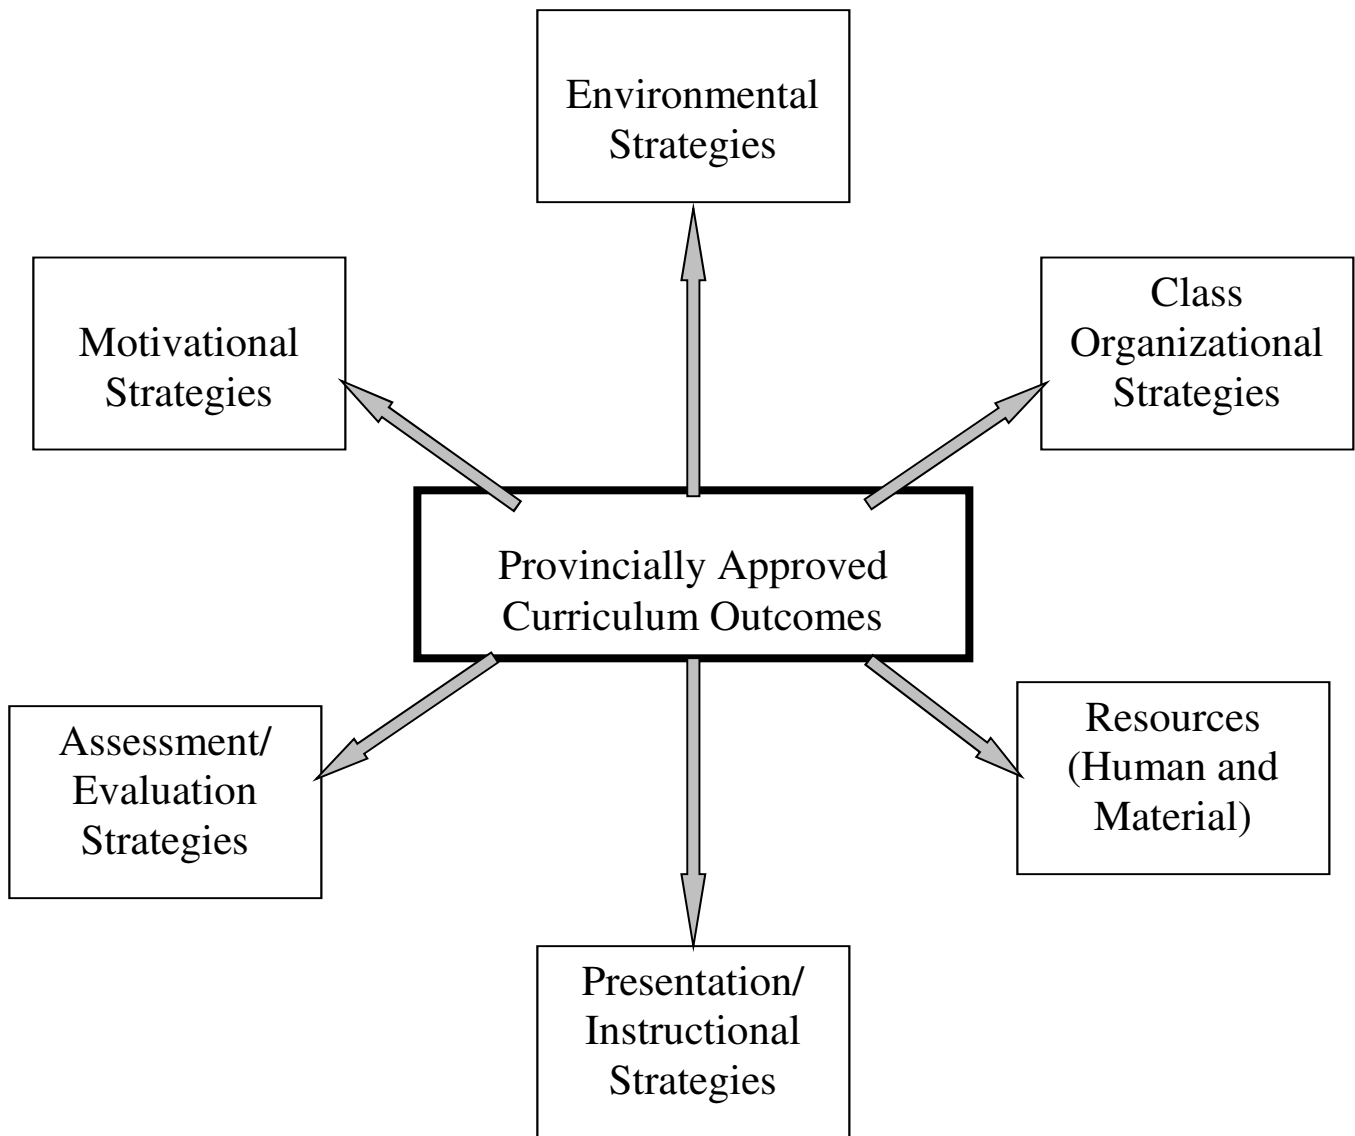 Environmental
Strategies
Motivational
Strategies
Class
Organizational
Strategies
Provincially Approved
Curriculum Outcomes
Assessment/
Evaluation
Strategies
Resources
(Human and
Material)
Presentation/
Instructional
Strategies